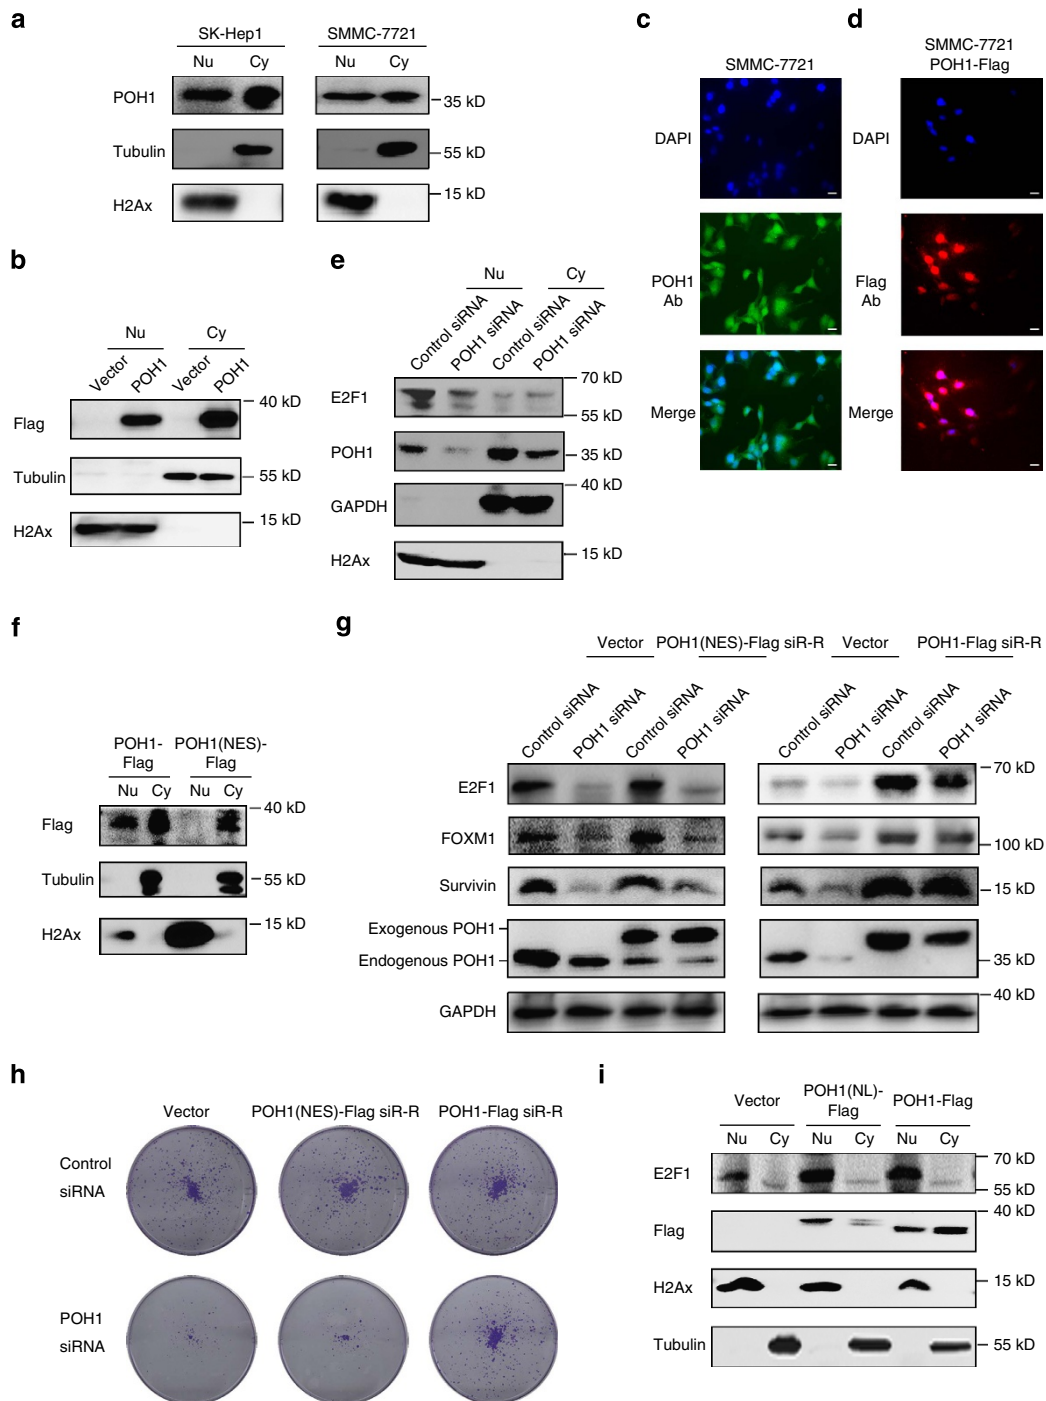 a
SK-Hep1 SMMC-7721
Nu Cy Nu Cy
POH1 35 kD
Tubulin 55 kD
H2Ax 15 kD
b
Nu Cy
Vector POH1 Vector POH1
Flag 40 kD
Tubulin 55 kD
H2Ax 15 kD
c
SMMC-7721
DAPI
POH1
Ab
Merge
d
SMMC-7721
POH1-Flag
DAPI
Flag
Ab
Merge
e
Nu Cy
Control siRNA POH1 siRNA Control siRNA POH1 siRNA
E2F1 70 kD
55 kD
POH1 35 kD
GAPDH 40 kD
H2Ax 15 kD
f
POH1- POH1(NES)-
Flag Flag
Nu Cy Nu Cy
Flag 40 kD
Tubulin 55 kD
H2Ax 15 kD
g
Vector POH1(NES)-Flag siR-R Vector POH1-Flag siR-R
Control siRNA POH1 siRNA Control siRNA POH1 siRNA Control siRNA POH1 siRNA Control siRNA POH1 siRNA
E2F1 70 kD
FOXM1 100 kD
Survivin 15 kD
Exogenous POH1
Endogenous POH1 35 kD
GAPDH 40 kD
h
Vector POH1(NES)-Flag siR-R POH1-Flag siR-R
Control
siRNA
POH1
siRNA
i
Vector POH1(NL)-
Flag POH1-Flag
Nu Cy Nu Cy Nu Cy
E2F1 70 kD
55 kD
Flag 40 kD
H2Ax 15 kD
Tubulin 55 kD